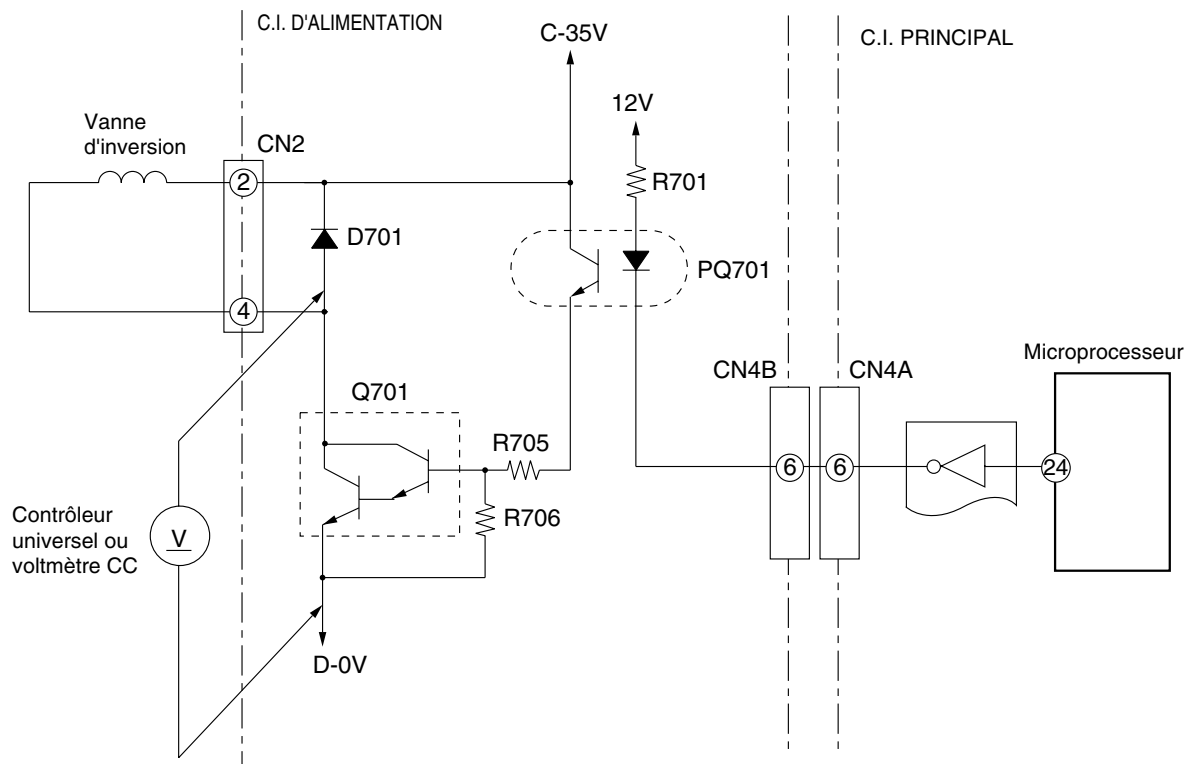 C.I. D'ALIMENTATION
C-35V
C.I. PRINCIPAL
12V
Vanne
d'inversion
CN2
2
R701
D701
PQ701
4
Microprocesseur
CN4B
CN4A
Q701
R705
6
6
24
R706
Contrôleur
universel ou
voltmètre CC
V
D-0V